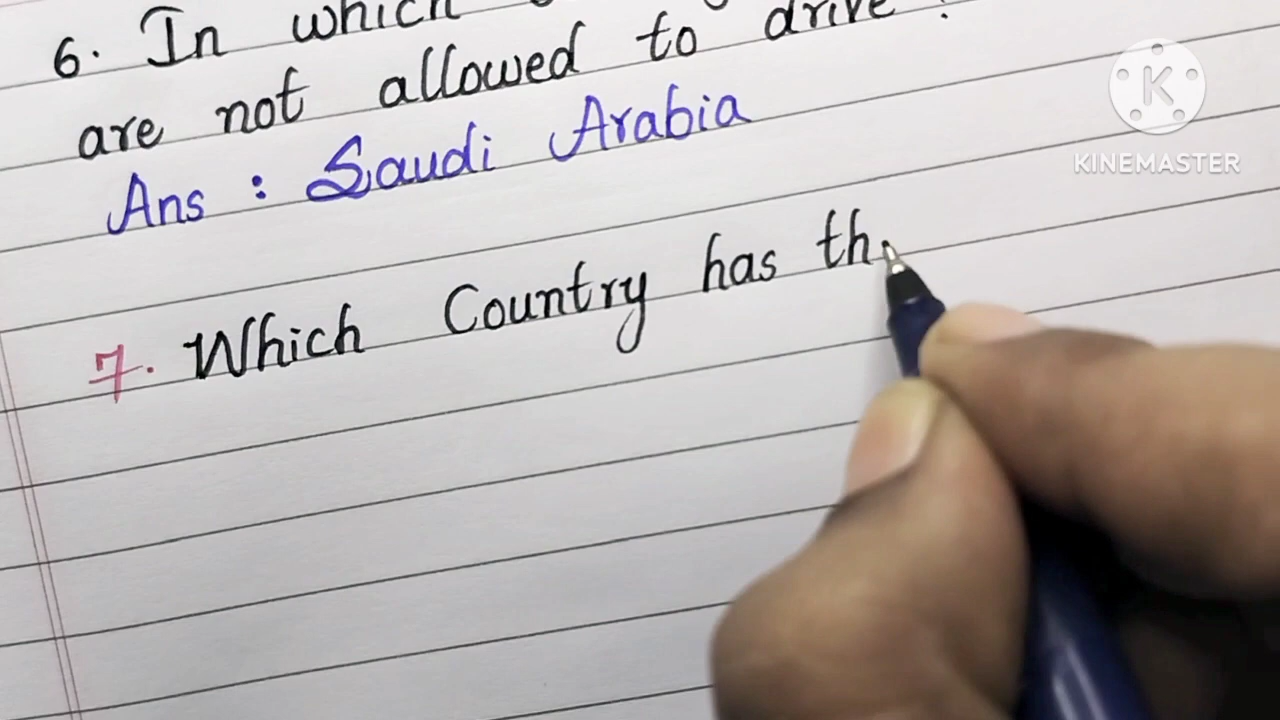 6. In which
are not allowed to drive ?
Ans : Saudi Arabia
7. Which Country has th
K
KINEMASTER